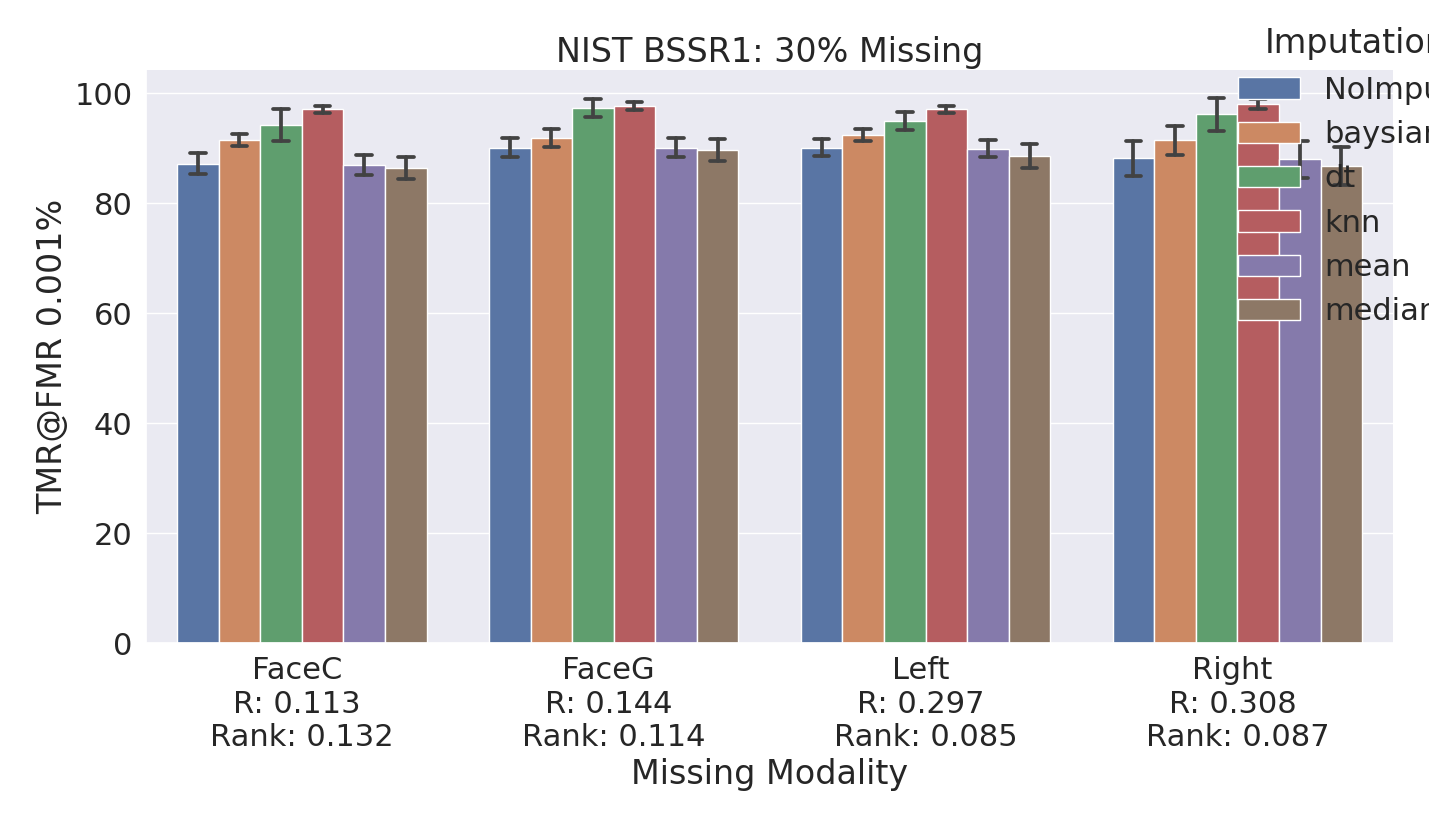 NIST BSSR1: 30% Missing
Imputation
NoImpu
baysian
dt
knn
mean
median
TMR@FMR 0.001%
100
80
60
40
20
0
FaceC
R: 0.113
Rank: 0.132
FaceG
R: 0.144
Rank: 0.114
Left
R: 0.297
Rank: 0.085
Right
R: 0.308
Rank: 0.087
Missing Modality